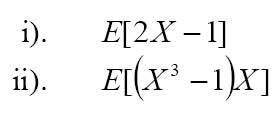 i). E[2X – 1]
ii). E[(X³ – 1)X]